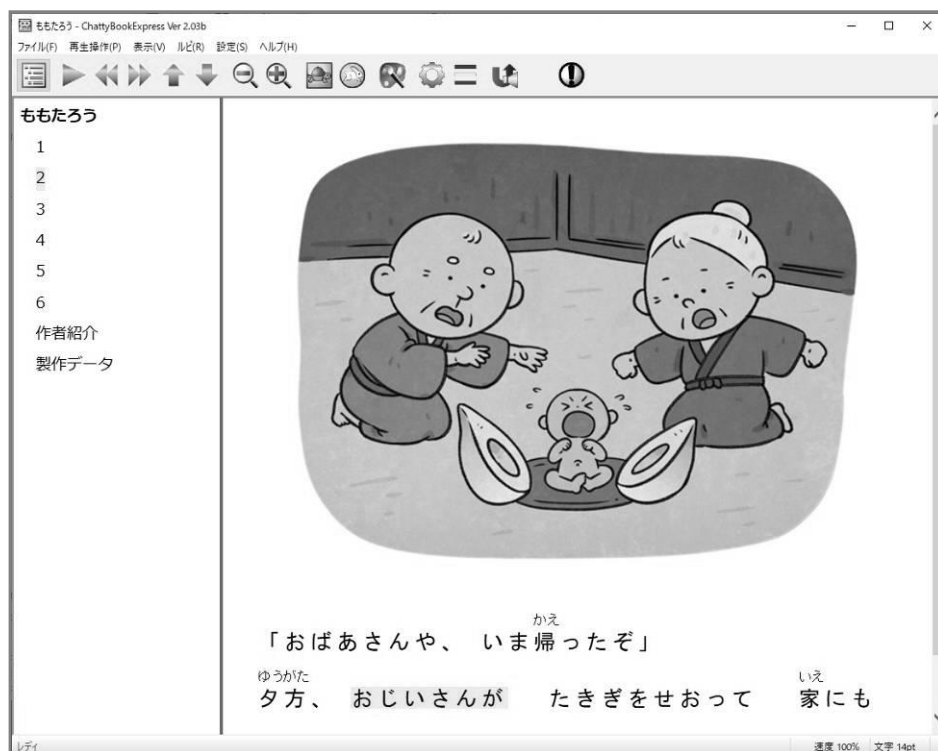 ももたろう - ChattyBookExpress Ver 2.03b
ファイル(F) 再生操作(P) 表示(V) ルビ(R) 設定(S) ヘルプ(H)
ももたろう
1
2
3
4
5
6
作者紹介
製作データ
かえ
「おばあさんや、 いま帰ったぞ」
ゆうがた いえ
夕方、 おじいさんが たきぎをせおって 家にも
レディ 速度 100% 文字 14pt